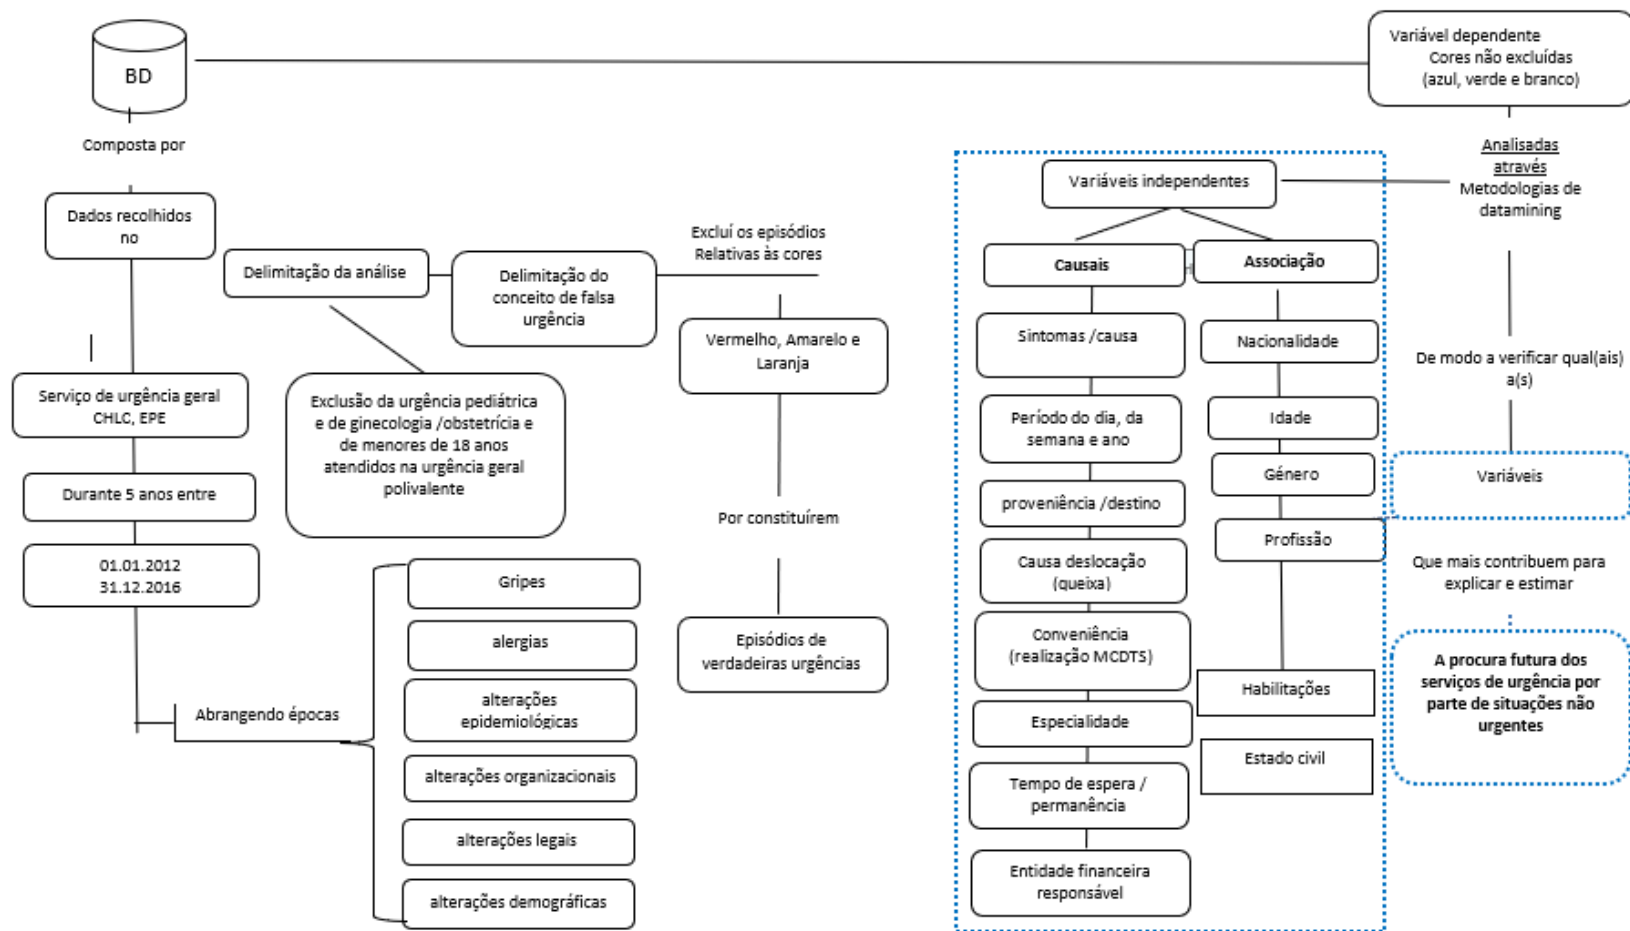 BD
Composta por
Dados recolhidos
no
Serviço de urgência geral
CHLC, EPE
Durante 5 anos entre
01.01.2012
31.12.2016
Abrangendo épocas
Gripes
alergias
alterações
epidemiológicas
alterações organizacionais
alterações legais
alterações demográficas
Delimitação da análise
Exclusão da urgência pediátrica
e de ginecologia /obstetrícia e
de menores de 18 anos
atendidos na urgência geral
polivalente
Delimitação do
conceito de falsa
urgência
Excluí os episódios
Relativas às cores
Vermelho, Amarelo e
Laranja
Por constituírem
Episódios de
verdadeiras urgências
Variáveis independentes
Causais
Sintomas /causa
Período do dia, da
semana e ano
proveniência /destino
Causa deslocação
(queixa)
Conveniência
(realização MCDTS)
Especialidade
Tempo de espera /
permanência
Entidade financeira
responsável
Associação
Nacionalidade
Idade
Género
Profissão
Habilitações
Estado civil
Variável dependente
Cores não excluídas
(azul, verde e branco)
Analisadas
através
Metodologias de
datamining
De modo a verificar qual(ais)
a(s)
Variáveis
Que mais contribuem para
explicar e estimar
A procura futura dos
serviços de urgência por
parte de situações não
urgentes